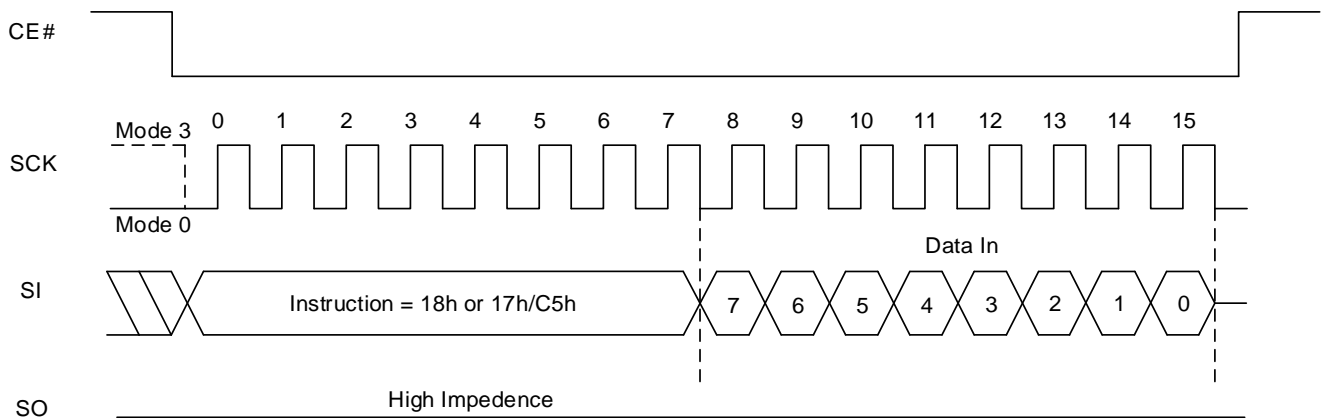 CE#
Mode 3 0 1 2 3 4 5 6 7 8 9 10 11 12 13 14 15
SCK
Mode 0
Data In
SI
Instruction = 18h or 17h/C5h 7 6 5 4 3 2 1 0
High Impedence
SO